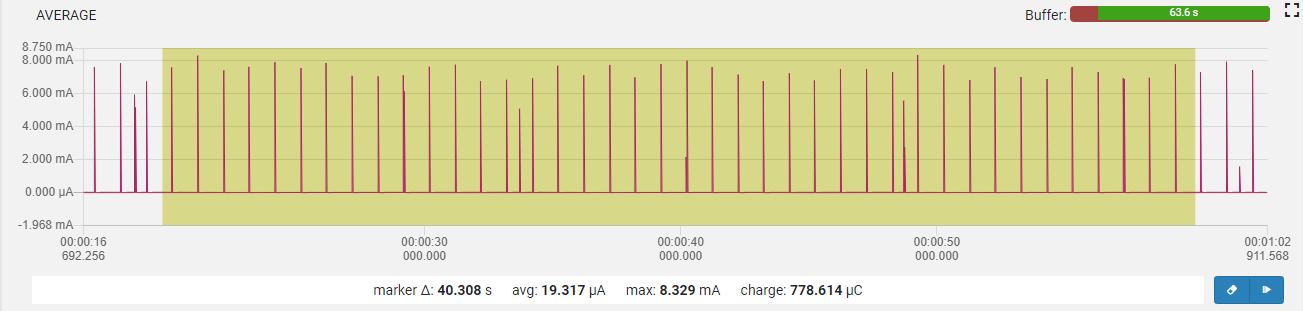 AVERAGE
Buffer: 63.6 s
8.750 mA
8.000 mA
6.000 mA
4.000 mA
2.000 mA
0.000 µA
-1.968 mA
00:00:16 00:00:30 00:00:40 00:00:50 00:01:02
692.256 000.000 000.000 000.000 911.568
marker Δ: 40.308 s avg: 19.317 µA max: 8.329 mA charge: 778.614 µC